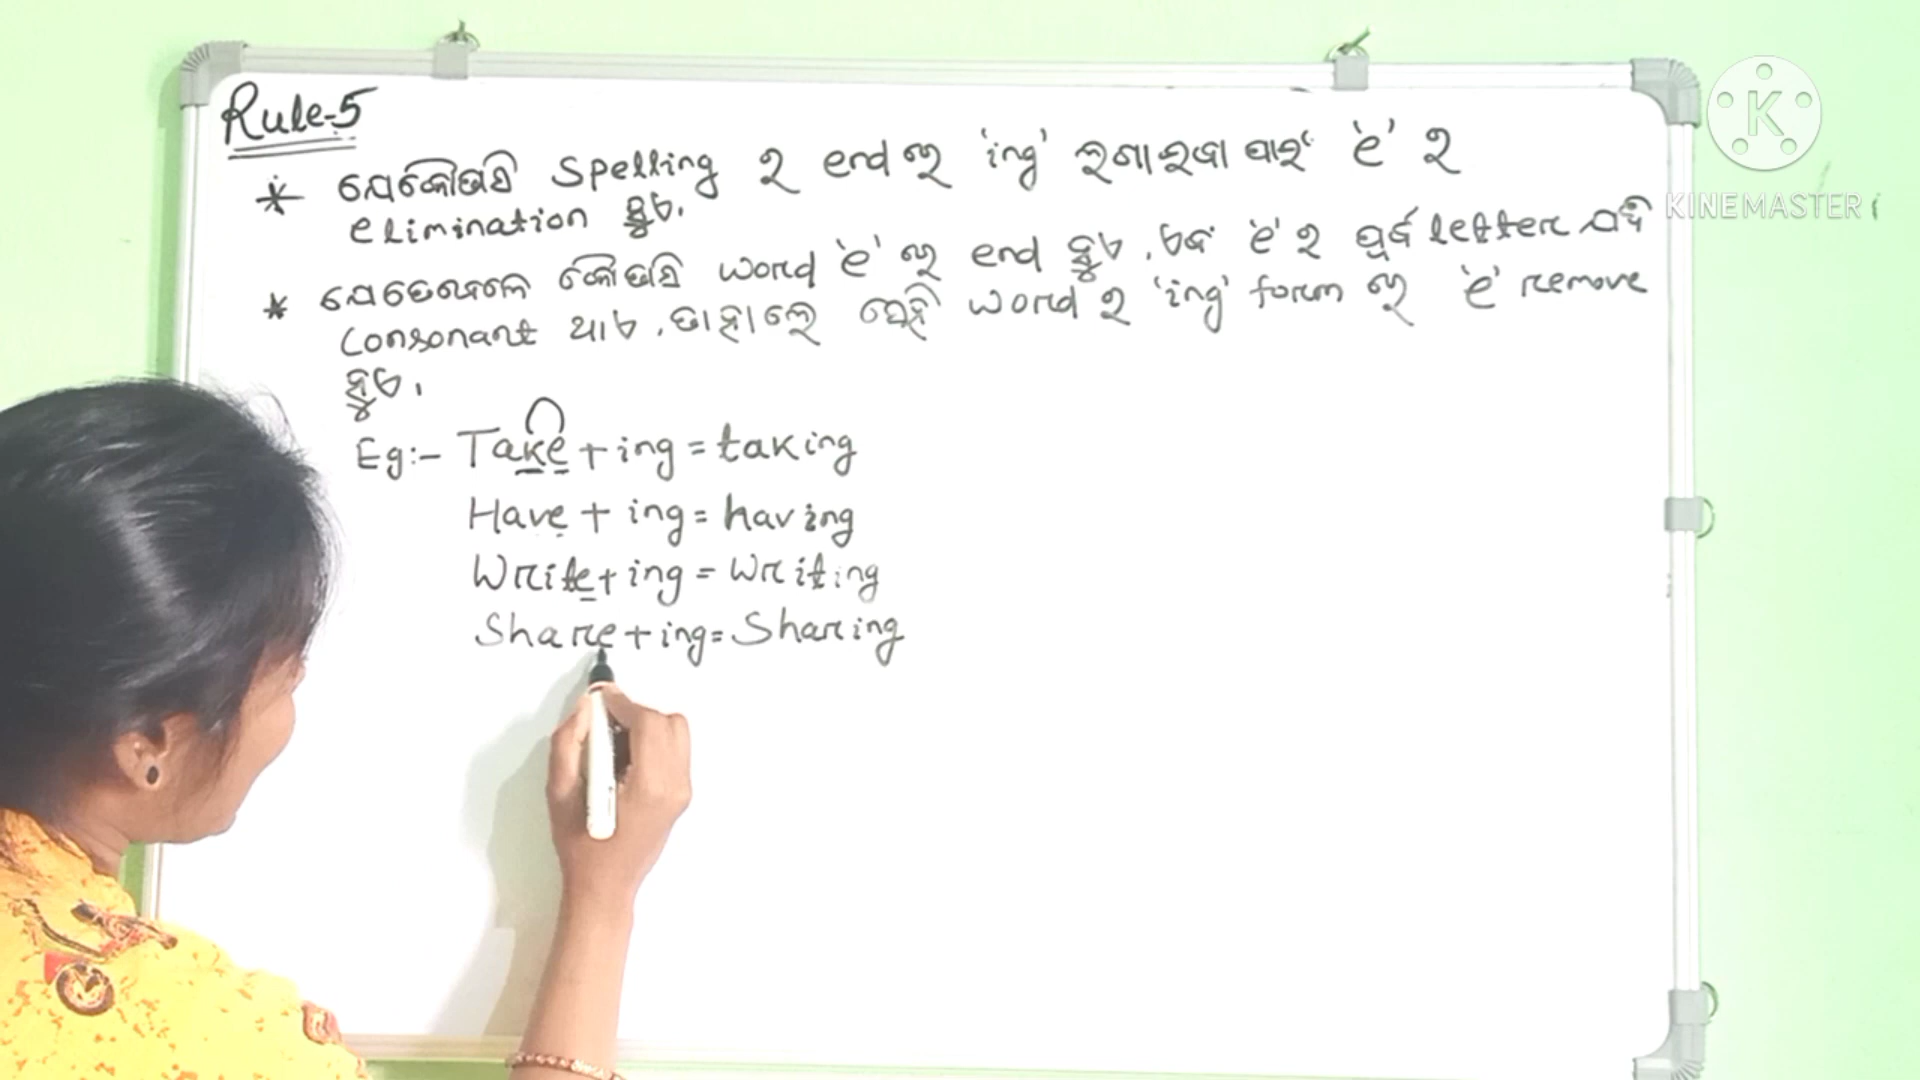 Rule-5
* ଯେକୌଣସି Spelling ର end ରେ 'ing' ଲଗାଇବା ପାଇଁ 'e' ର
elimination ହୁଏ.
* ଯେତେବେଳେ କୌଣସି word 'e' ରେ end ହୁଏ, ଏବଂ 'e' ର ପୂର୍ବ letter ଯଦି
Consonant ଥାଏ, ତାହାଲେ ସେହି word ର 'ing' form ରେ 'e' remove
ହୁଏ.
Eg:- Take + ing = taking
Have + ing = having
Write + ing = Writing
Share + ing = Sharing
KINEMASTER